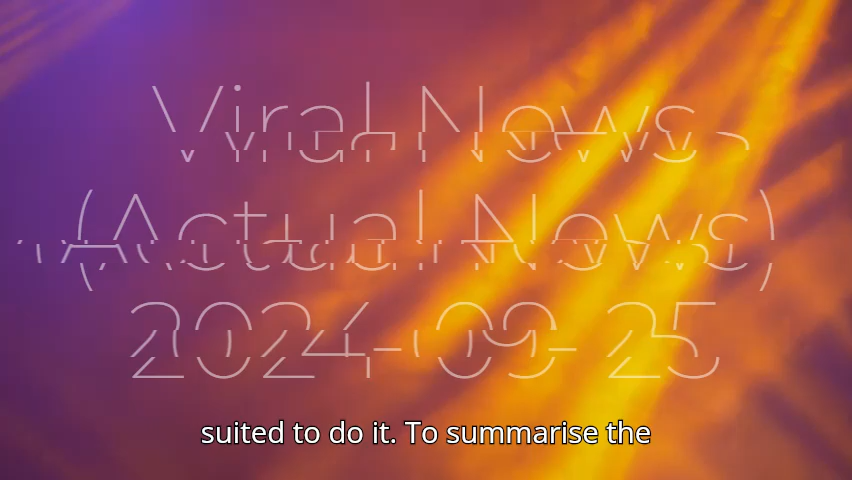 Viral News
(Actual News)
2024-09-25
suited to do it. To summarise the